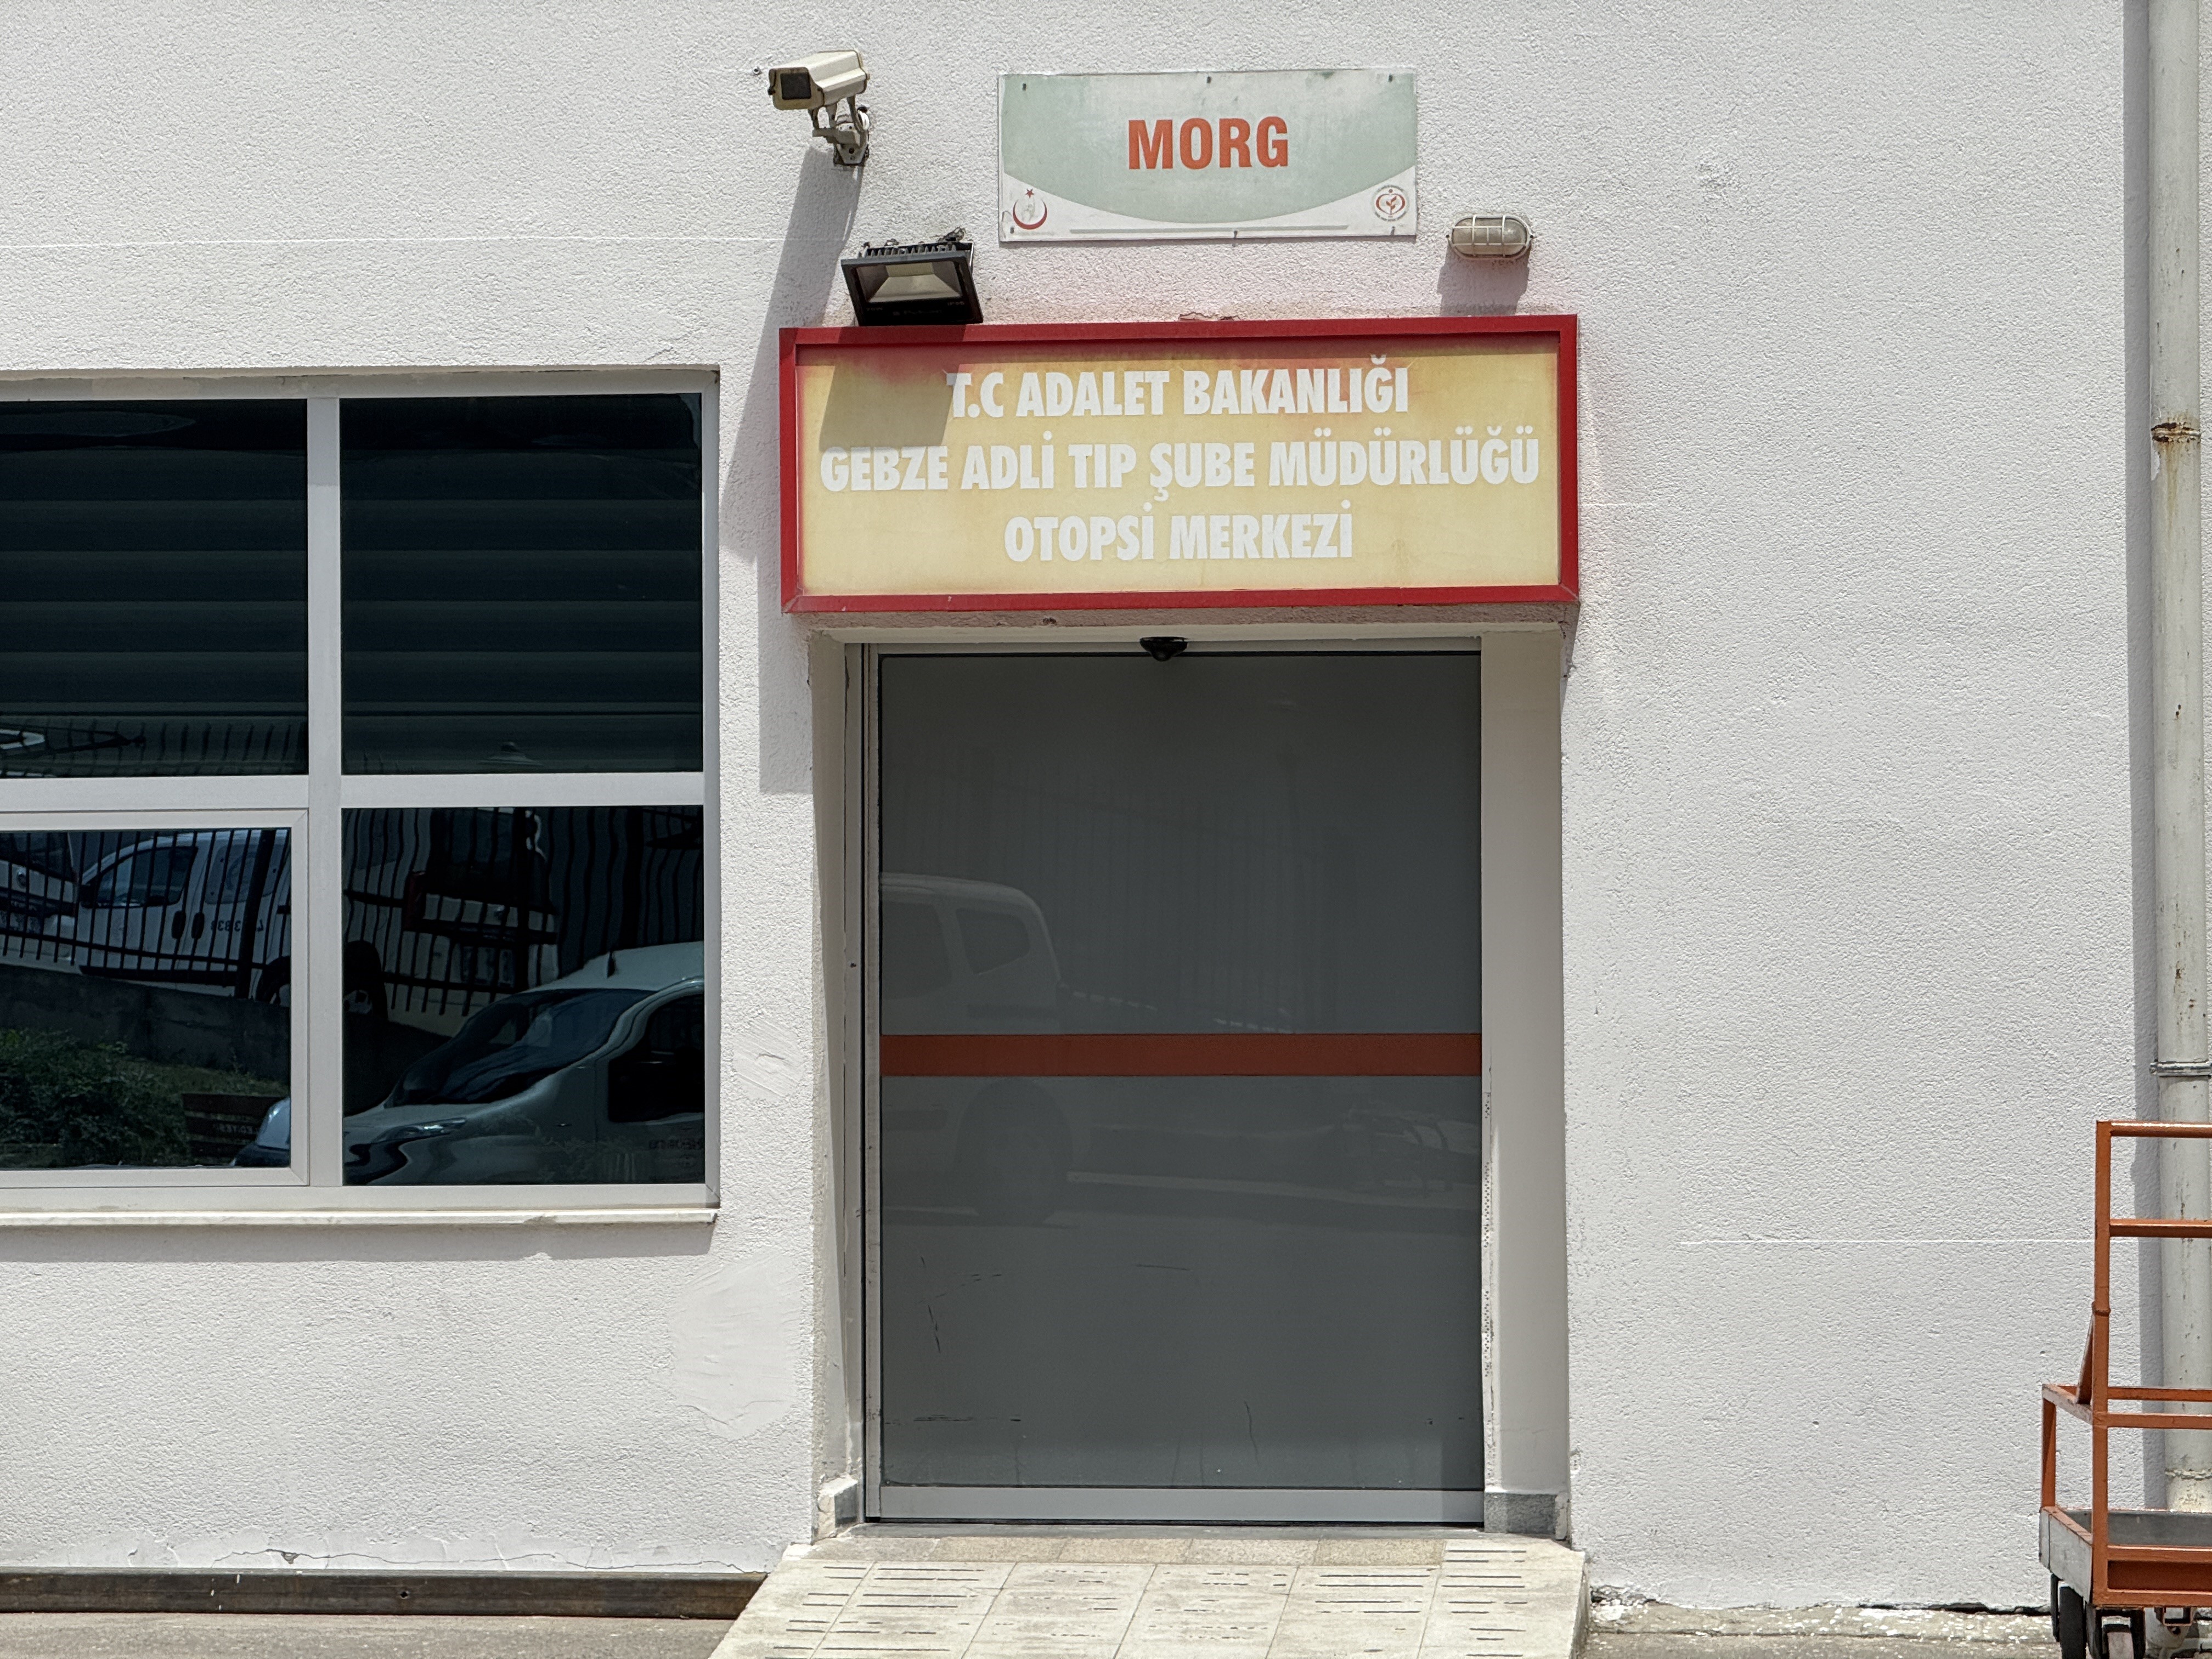 MORG
T.C ADALET BAKANLIĞI
GEBZE ADLİ TIP ŞUBE MÜDÜRLÜĞÜ
OTOPSİ MERKEZİ